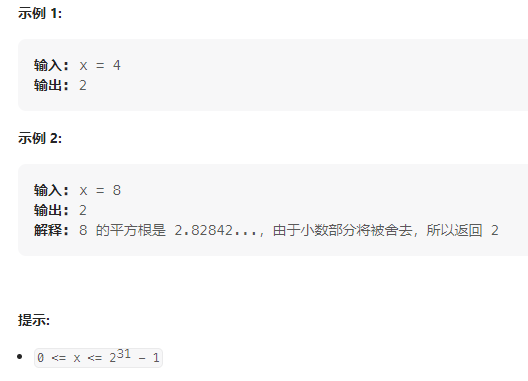 示例 1:
输入：x = 4
输出：2
示例 2:
输入：x = 8
输出：2
解释：8 的平方根是 2.82842..., 由于小数部分将被舍去，所以返回 2
提示:
• 0 <= x <= 2³¹ - 1